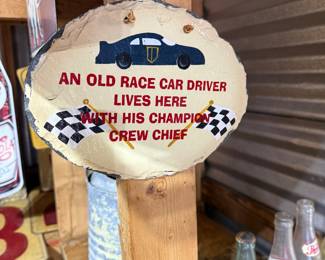 AN OLD RACE CAR DRIVER
LIVES HERE
WITH HIS CHAMPION
CREW CHIEF